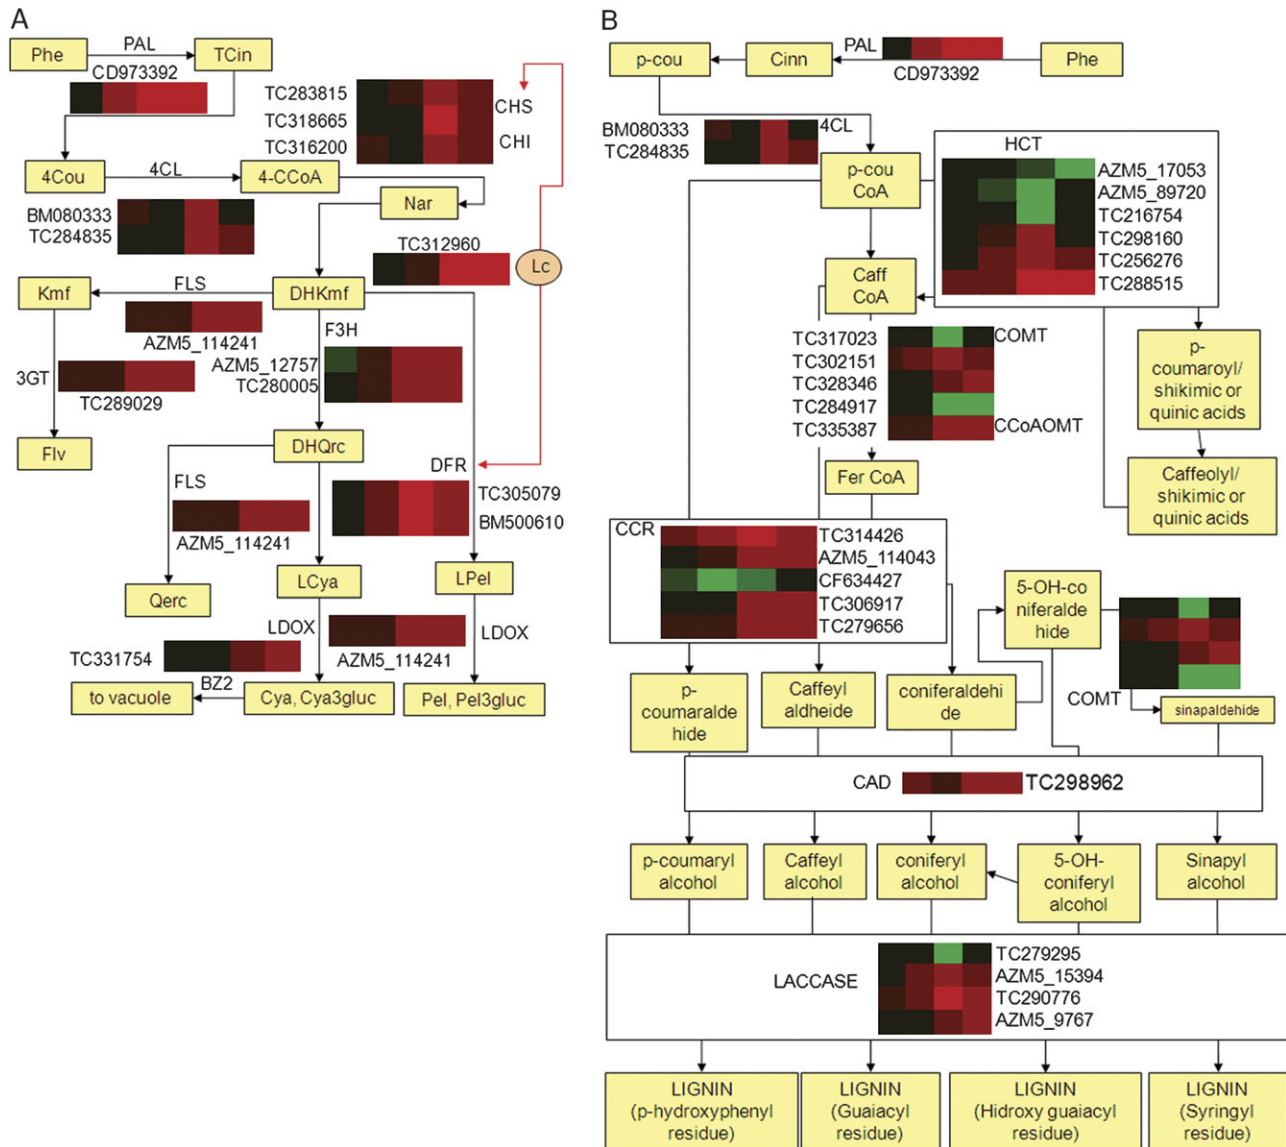 A
Phe
PAL
TCin
CD973392
TC283815
TC318665
TC316200
CHS
CHI
4Cou
4CL
4-CCoA
Nar
BM080333
TC284835
TC312960
Lc
Kmf
FLS
DHKmf
AZM5_114241
F3H
AZM5_12757
TC280005
3GT
TC289029
Flv
DHQrc
FLS
DFR
TC305079
BM500610
AZM5_114241
Qerc
LCya
LPel
LDOX
LDOX
TC331754
AZM5_114241
BZ2
to vacuole
Cya, Cya3gluc
Pel, Pel3gluc
B
p-cou
Cinn
PAL
CD973392
Phe
BM080333
TC284835
4CL
p-cou
CoA
HCT
AZM5_17053
AZM5_89720
TC216754
TC298160
TC256276
TC288515
Caff
CoA
TC317023
TC302151
TC328346
TC284917
TC335387
COMT
CCoAOMT
p-
coumaroyl/
shikimic or
quinic acids
Fer CoA
Caffeolyl/
shikimic or
quinic acids
CCR
TC314426
AZM5_114043
CF634427
TC306917
TC279656
5-OH-co
niferalde
hide
COMT
p-
coumaralde
hide
Caffeyl
aldheide
coniferaldehi
de
sinapaldehide
CAD
TC298962
p-coumaryl
alcohol
Caffeyl
alcohol
coniferyl
alcohol
5-OH-
coniferyl
alcohol
Sinapyl
alcohol
LACCASE
TC279295
AZM5_15394
TC290776
AZM5_9767
LIGNIN
(p-hydroxyphenyl
residue)
LIGNIN
(Guaiacyl
residue)
LIGNIN
(Hidroxy guaiacyl
residue)
LIGNIN
(Syringyl
residue)